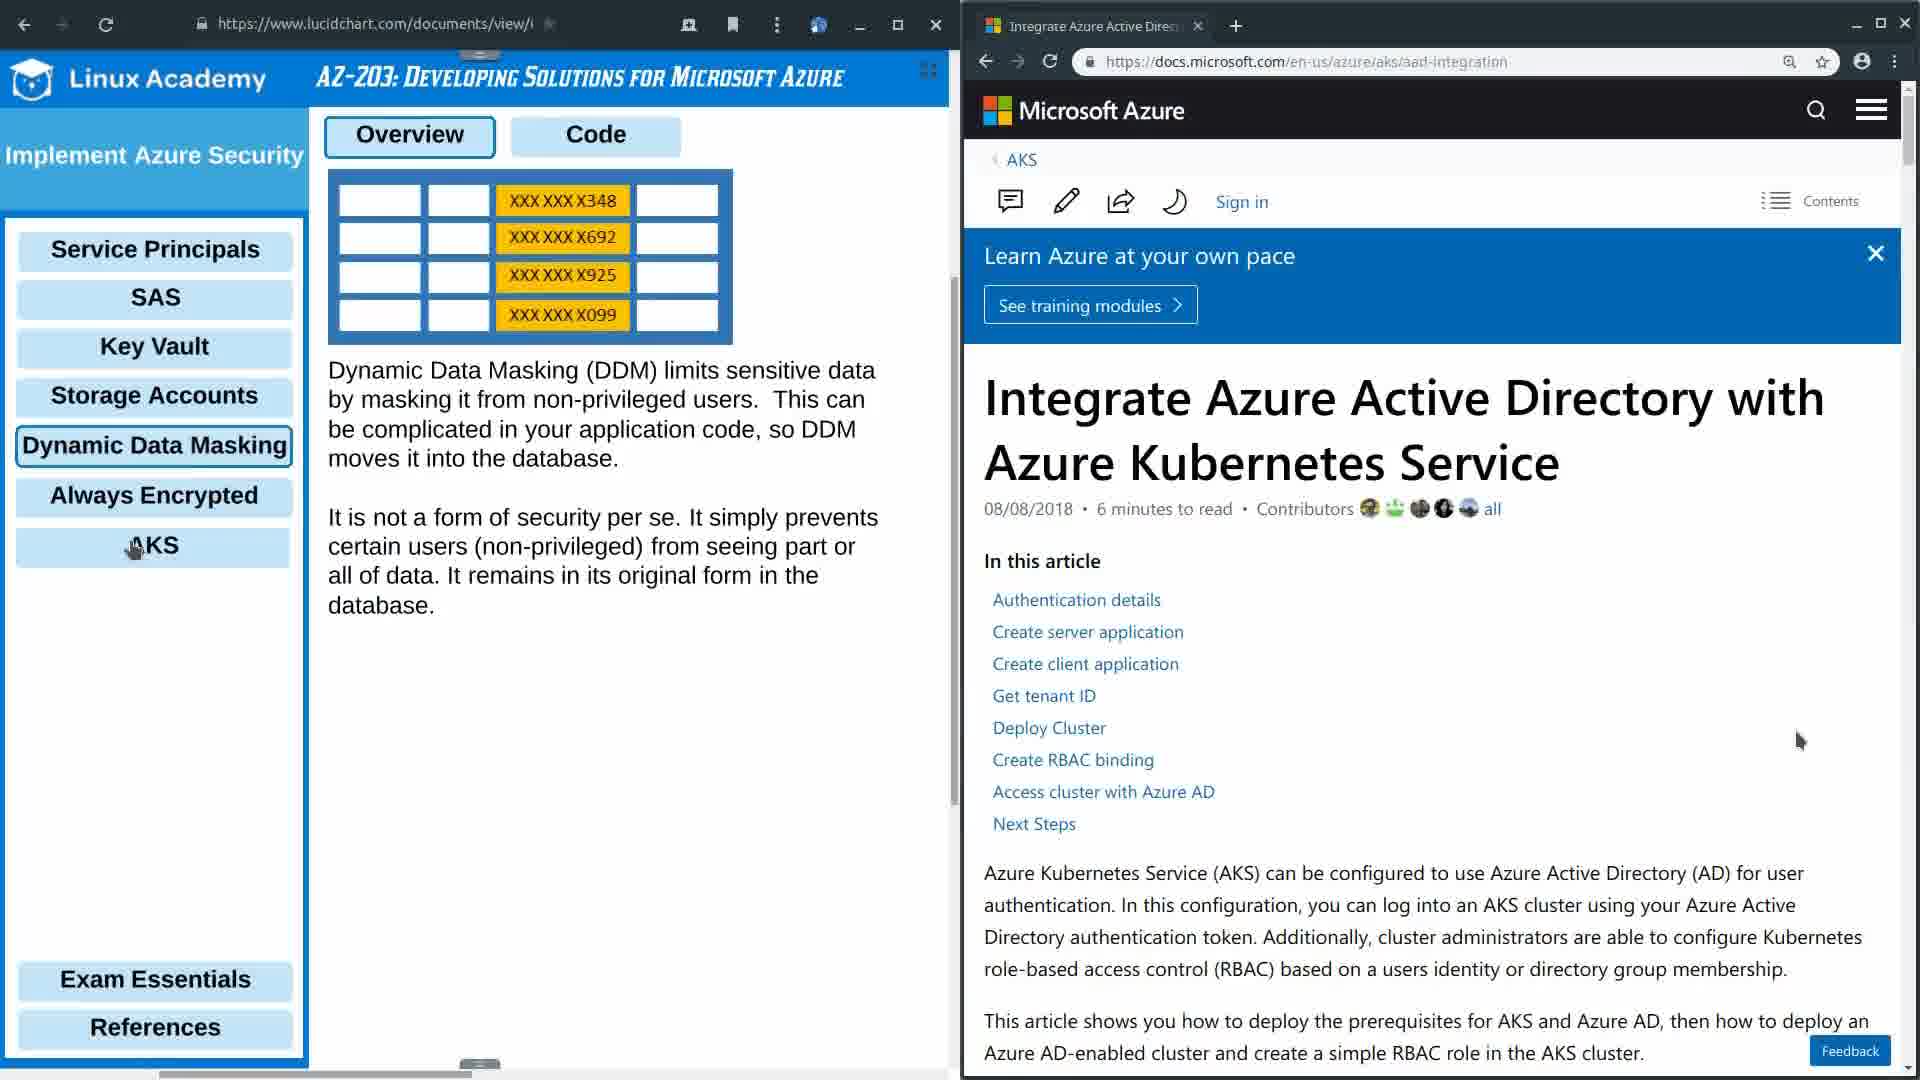 https://www.lucidchart.com/documents/view/
Linux Academy
AZ-203: Developing Solutions for Microsoft Azure
Implement Azure Security
Service Principals
SAS
Key Vault
Storage Accounts
Dynamic Data Masking
Always Encrypted
AKS
Exam Essentials
References
Overview
Code
XXX XXX X348
XXX XXX X692
XXX XXX X925
XXX XXX X099
Dynamic Data Masking (DDM) limits sensitive data
by masking it from non-privileged users. This can
be complicated in your application code, so DDM
moves it into the database.
It is not a form of security per se. It simply prevents
certain users (non-privileged) from seeing part or
all of data. It remains in its original form in the
database.
Integrate Azure Active Direc
https://docs.microsoft.com/en-us/azure/aks/aad-integration
Microsoft Azure
AKS
Sign in
Contents
Learn Azure at your own pace
See training modules
Integrate Azure Active Directory with
Azure Kubernetes Service
08/08/2018 • 6 minutes to read • Contributors all
In this article
Authentication details
Create server application
Create client application
Get tenant ID
Deploy Cluster
Create RBAC binding
Access cluster with Azure AD
Next Steps
Azure Kubernetes Service (AKS) can be configured to use Azure Active Directory (AD) for user
authentication. In this configuration, you can log into an AKS cluster using your Azure Active
Directory authentication token. Additionally, cluster administrators are able to configure Kubernetes
role-based access control (RBAC) based on a users identity or directory group membership.
This article shows you how to deploy the prerequisites for AKS and Azure AD, then how to deploy an
Azure AD-enabled cluster and create a simple RBAC role in the AKS cluster.
Feedback